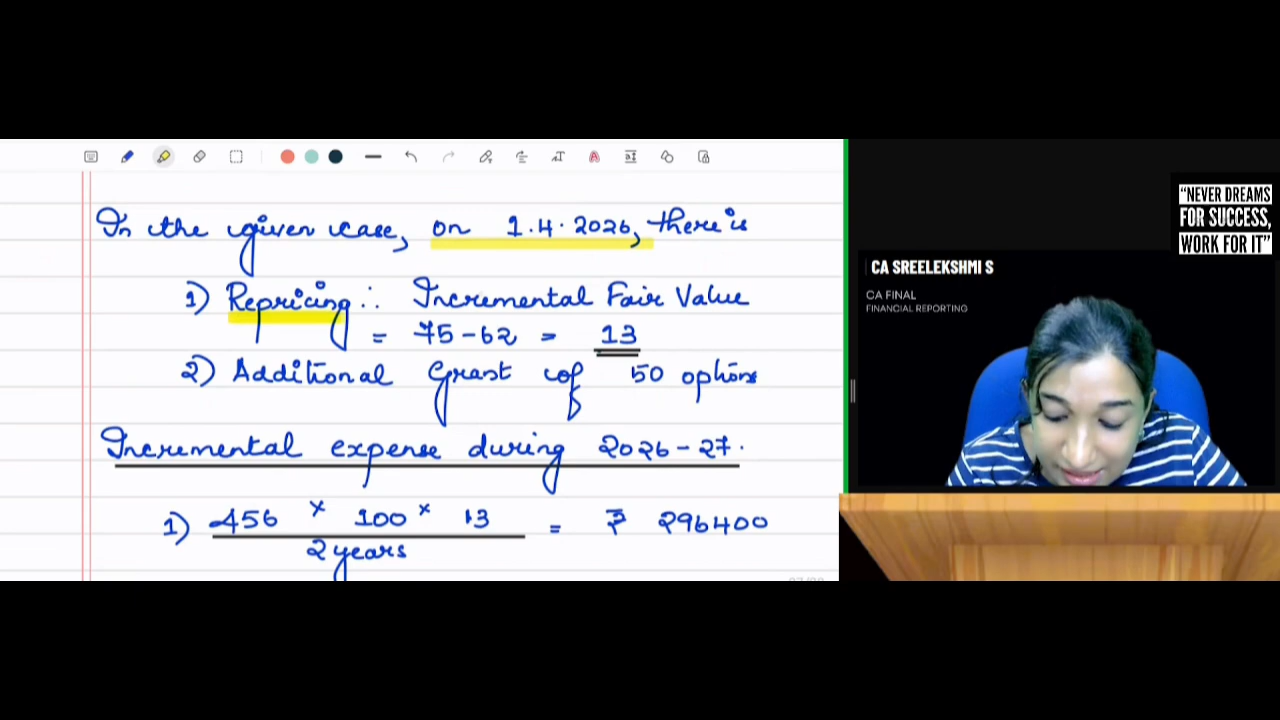 In the given case, on 1.4.2026, there is
1) Repricing ∴ Incremental Fair Value
= 75-62 = 13
2) Additional Grant of 50 options
Incremental expense during 2026-27.
1) 456 x 100 x 13 = ₹ 296400
2 years
"NEVER DREAMS
FOR SUCCESS,
WORK FOR IT"
CA SREELEKSHMI S
CA FINAL
FINANCIAL REPORTING